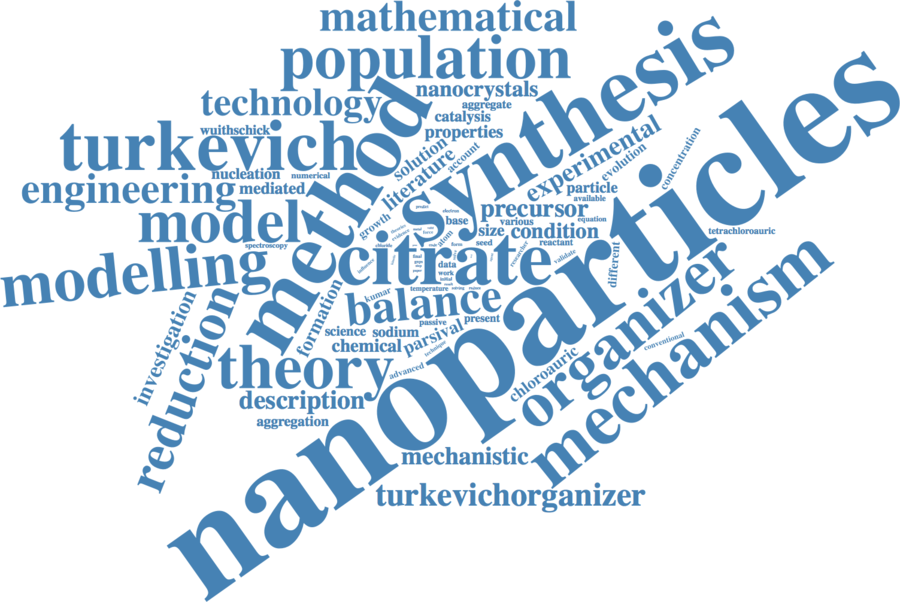 mathematical
population
synthesis
nanoparticles
nanocrystals
aggregate
technology
method
catalysis
properties
wuithschick
turkevich
nucleation
numerical
solution
account
literature
experimental
evolution
concentration
engineering
mediated
particle
available
growth
precursor
equation
model
base
various
size
condition
tetrachloroauric
spectroscopy
citrate
atom
seed
reactant
modelling
data
work
validate
different
organizer
mechanism
temperature
kumar
balance
formation
investigation
reduction
science
sodium
passive
present
chemical
parsival
technique
conventional
theory
advanced
chloroauric
description
aggregation
mechanistic
turkevichorganizer